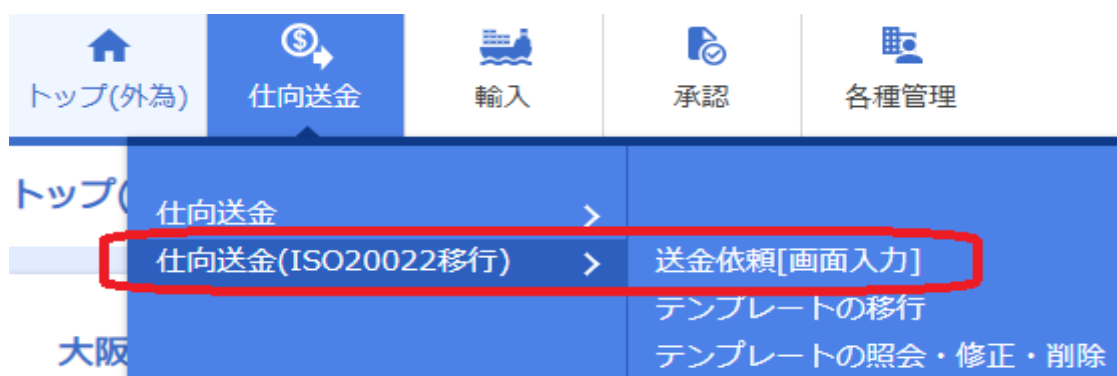 トップ(外為)
仕向送金
輸入
承認
各種管理
トップ(
仕向送金
仕向送金(ISO20022移行)
送金依頼[画面入力]
テンプレートの移行
大阪
テンプレートの照会・修正・削除